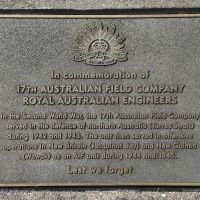 In commemoration of
17th AUSTRALIAN FIELD COMPANY
ROYAL AUSTRALIAN ENGINEERS
In the Second World War, the 17th Australian Field Company
served in the defence of northern Australia (Torres Strait)
during 1942 and 1943. The unit then served in offensive
operations in New Britain (Jacquinot Bay) and New Guinea
(Wewak) as an AIF unit during 1944 and 1945.
Lest we forget